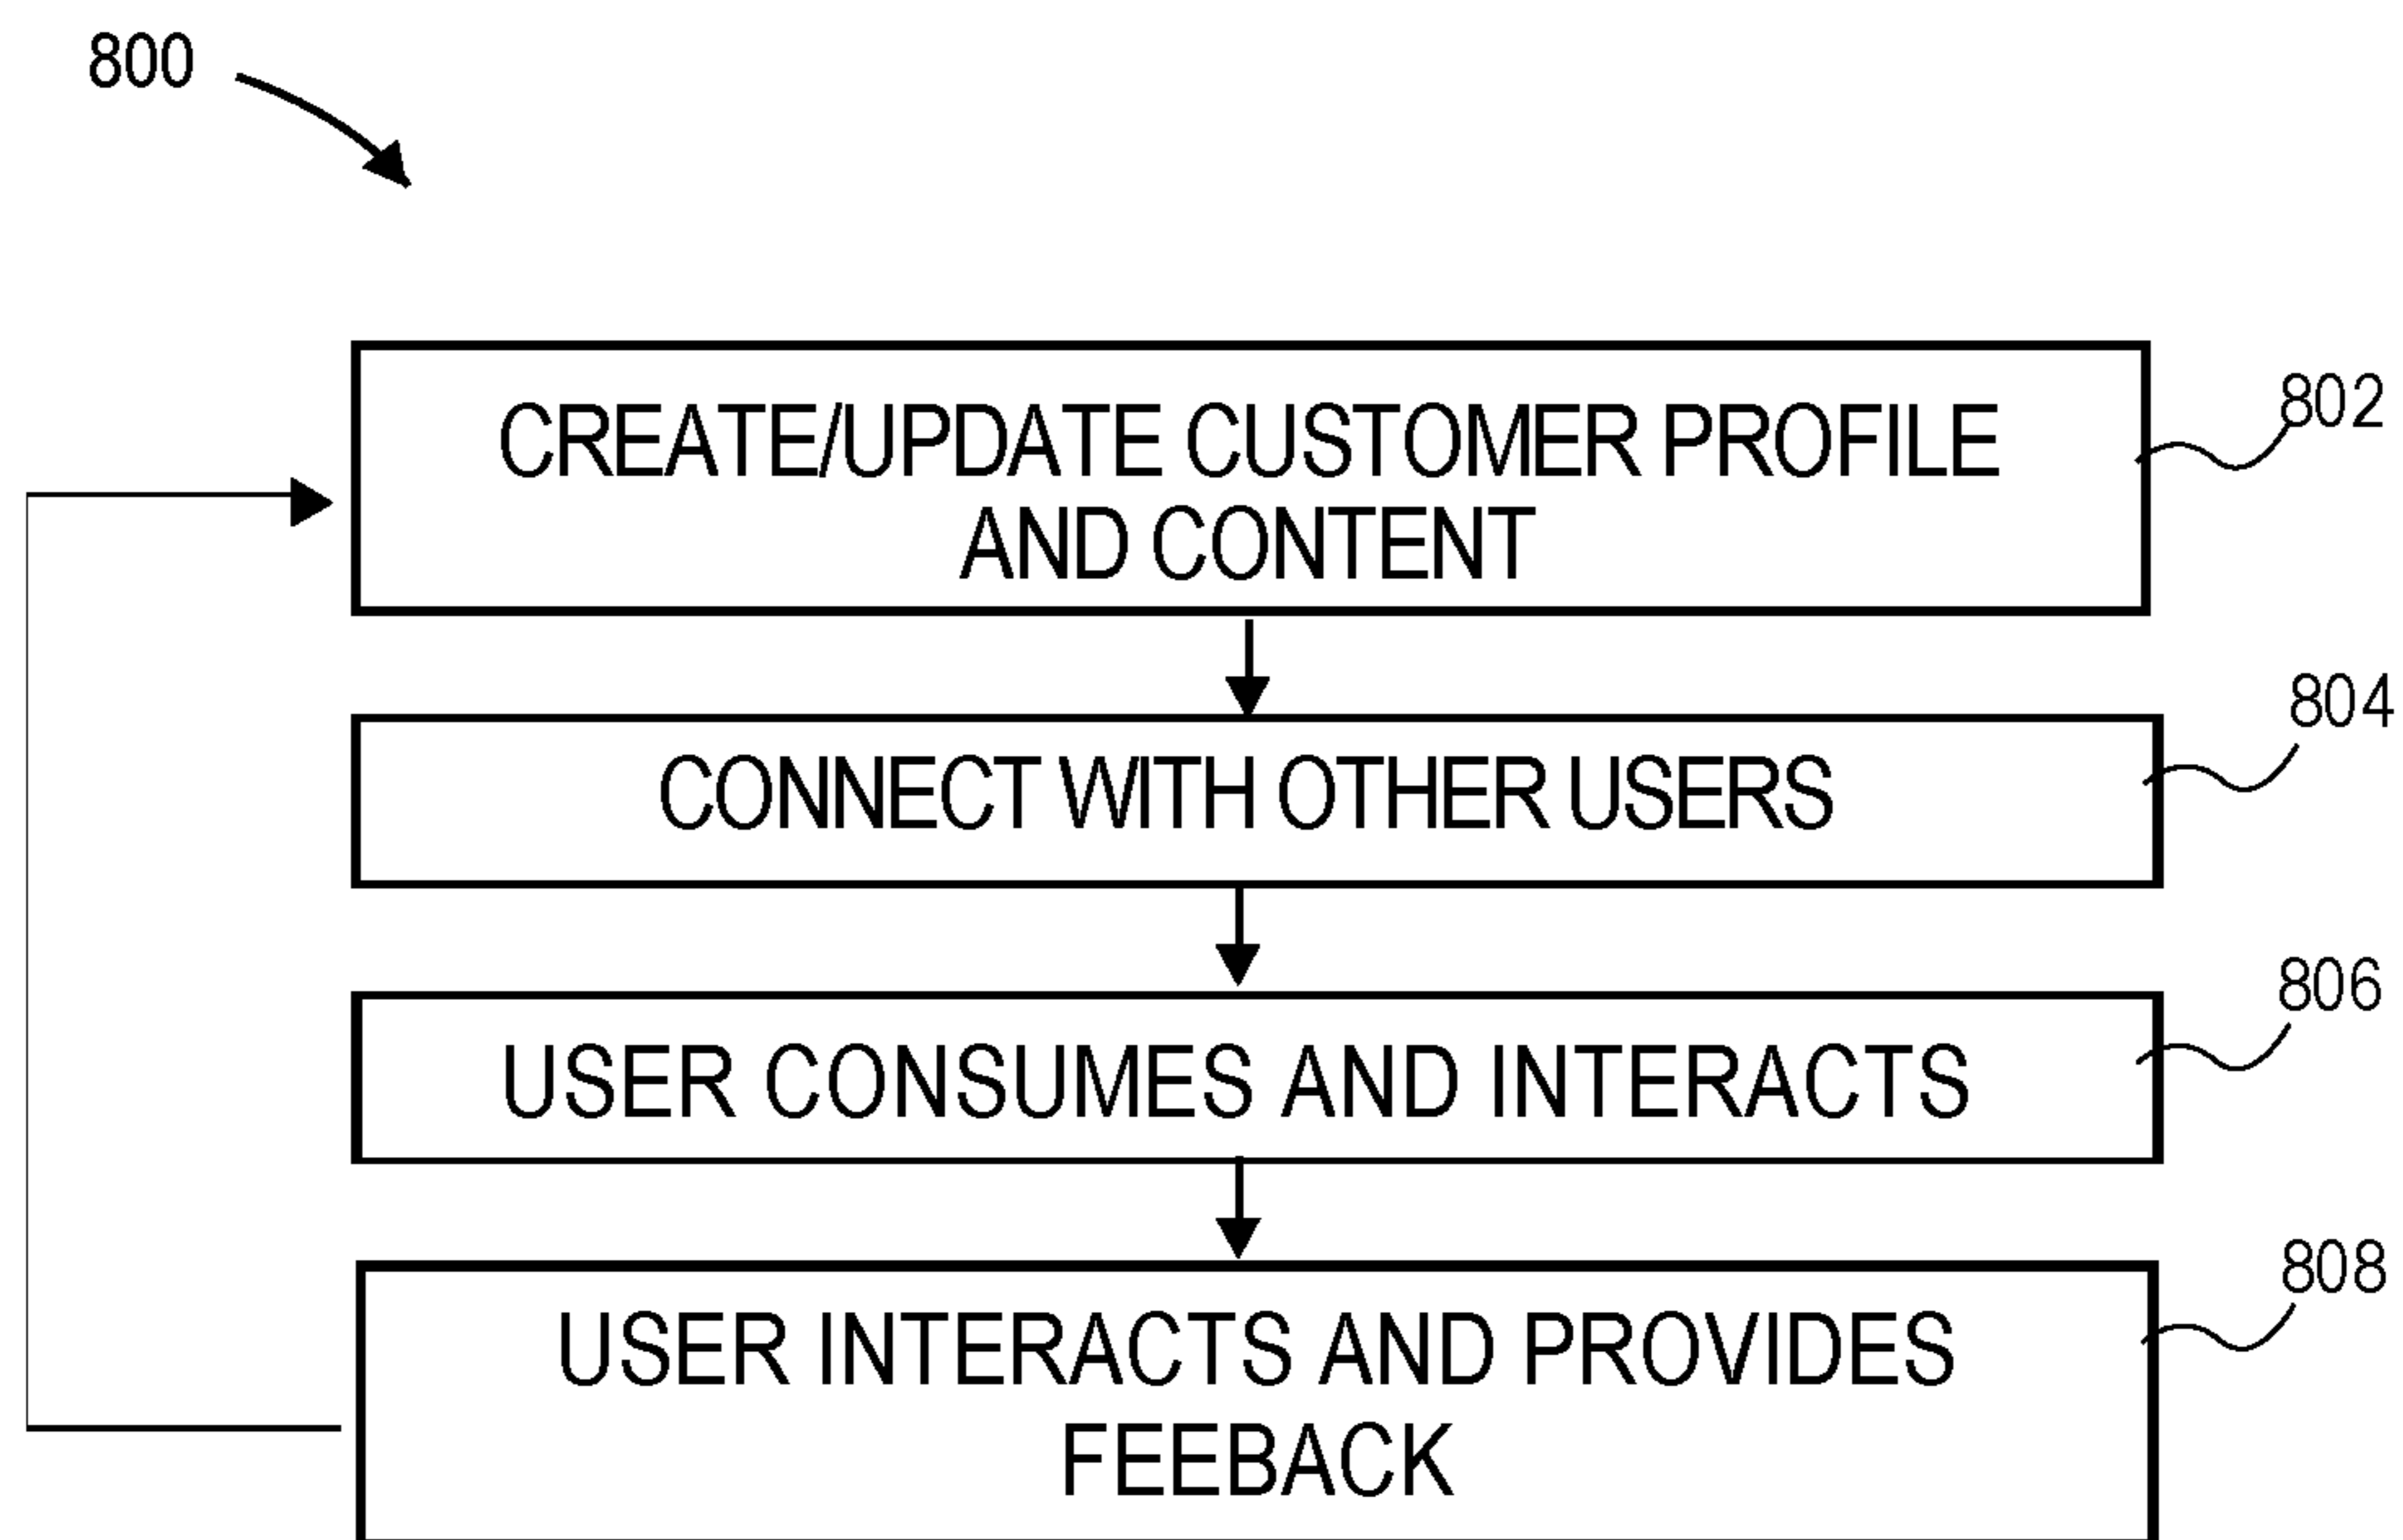 800
CREATE/UPDATE CUSTOMER PROFILE
AND CONTENT
802
CONNECT WITH OTHER USERS
804
USER CONSUMES AND INTERACTS
806
USER INTERACTS AND PROVIDES
FEEBACK
808